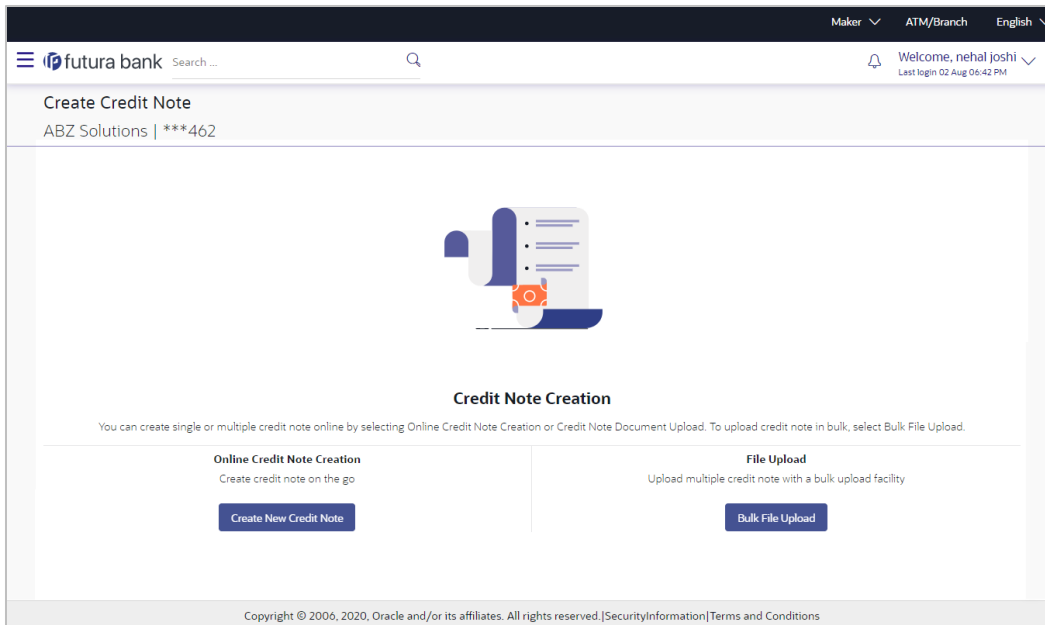 Maker ATM/Branch English
futura bank Search ... Welcome, nehal joshi
Last login 02 Aug 06:42 PM
Create Credit Note
ABZ Solutions | ***462
Credit Note Creation
You can create single or multiple credit note online by selecting Online Credit Note Creation or Credit Note Document Upload. To upload credit note in bulk, select Bulk File Upload.
Online Credit Note Creation
Create credit note on the go
Create New Credit Note
File Upload
Upload multiple credit note with a bulk upload facility
Bulk File Upload
Copyright © 2006, 2020, Oracle and/or its affiliates. All rights reserved.|SecurityInformation|Terms and Conditions